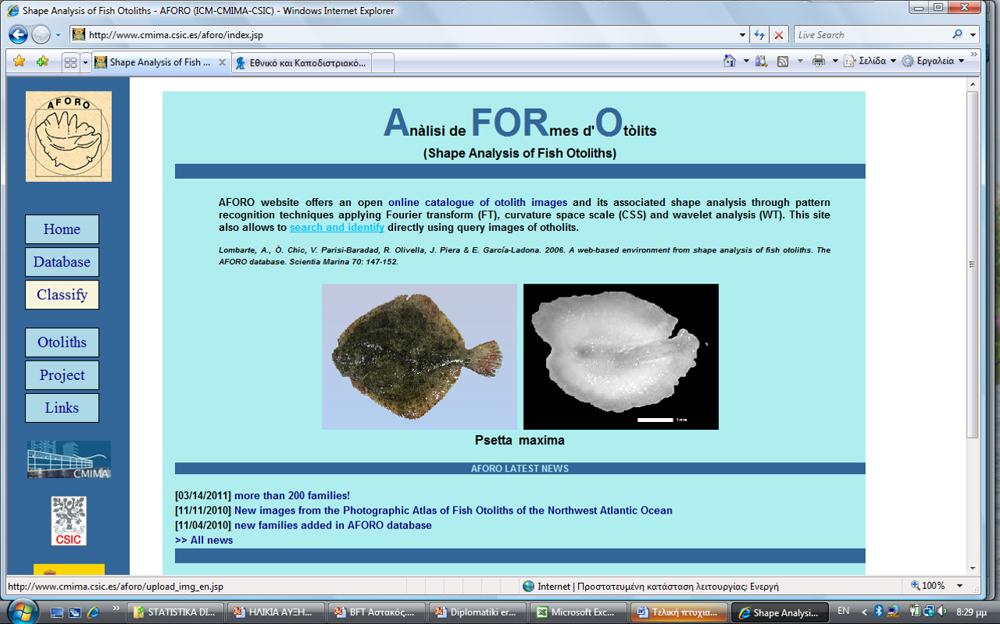 Shape Analysis of Fish Otoliths - AFORO (ICM-CMIMA-CSIC) - Windows Internet Explorer
http://www.cmima.csic.es/aforo/index.jsp
Live Search
Shape Analysis of Fish ...
Εθνικό και Καποδιστριακό...
Σελίδα
Εργαλεία
AFORO
Home
Database
Classify
Otoliths
Project
Links
CMIMA
CSIC
Anàlisi de FORmes d'Otòlits
(Shape Analysis of Fish Otoliths)
AFORO website offers an open online catalogue of otolith images and its associated shape analysis through pattern
recognition techniques applying Fourier transform (FT), curvature space scale (CSS) and wavelet analysis (WT). This site
also allows to search and identify directly using query images of otholits.
Lombarte, A., Ò. Chic, V. Parisi-Baradad, R. Olivella, J. Piera & E. García-Ladona. 2006. A web-based environment from shape analysis of fish otoliths. The
AFORO database. Scientia Marina 70: 147-152.
1mm
Psetta maxima
AFORO LATEST NEWS
[03/14/2011] more than 200 families!
[11/11/2010] New images from the Photographic Atlas of Fish Otoliths of the Northwest Atlantic Ocean
[11/04/2010] new families added in AFORO database
>> All news
http://www.cmima.csic.es/aforo/upload_img_en.jsp
Internet | Προστατευμένη κατάσταση λειτουργίας: Ενεργή
100%
STATISTIKA DI...
ΗΛΙΚΙΑ ΑΥΞΗ...
BFT Αστακός....
Diplomatiki er...
Microsoft Exc...
Τελική πτυχια...
Shape Analysi...
EN
8:29 μμ